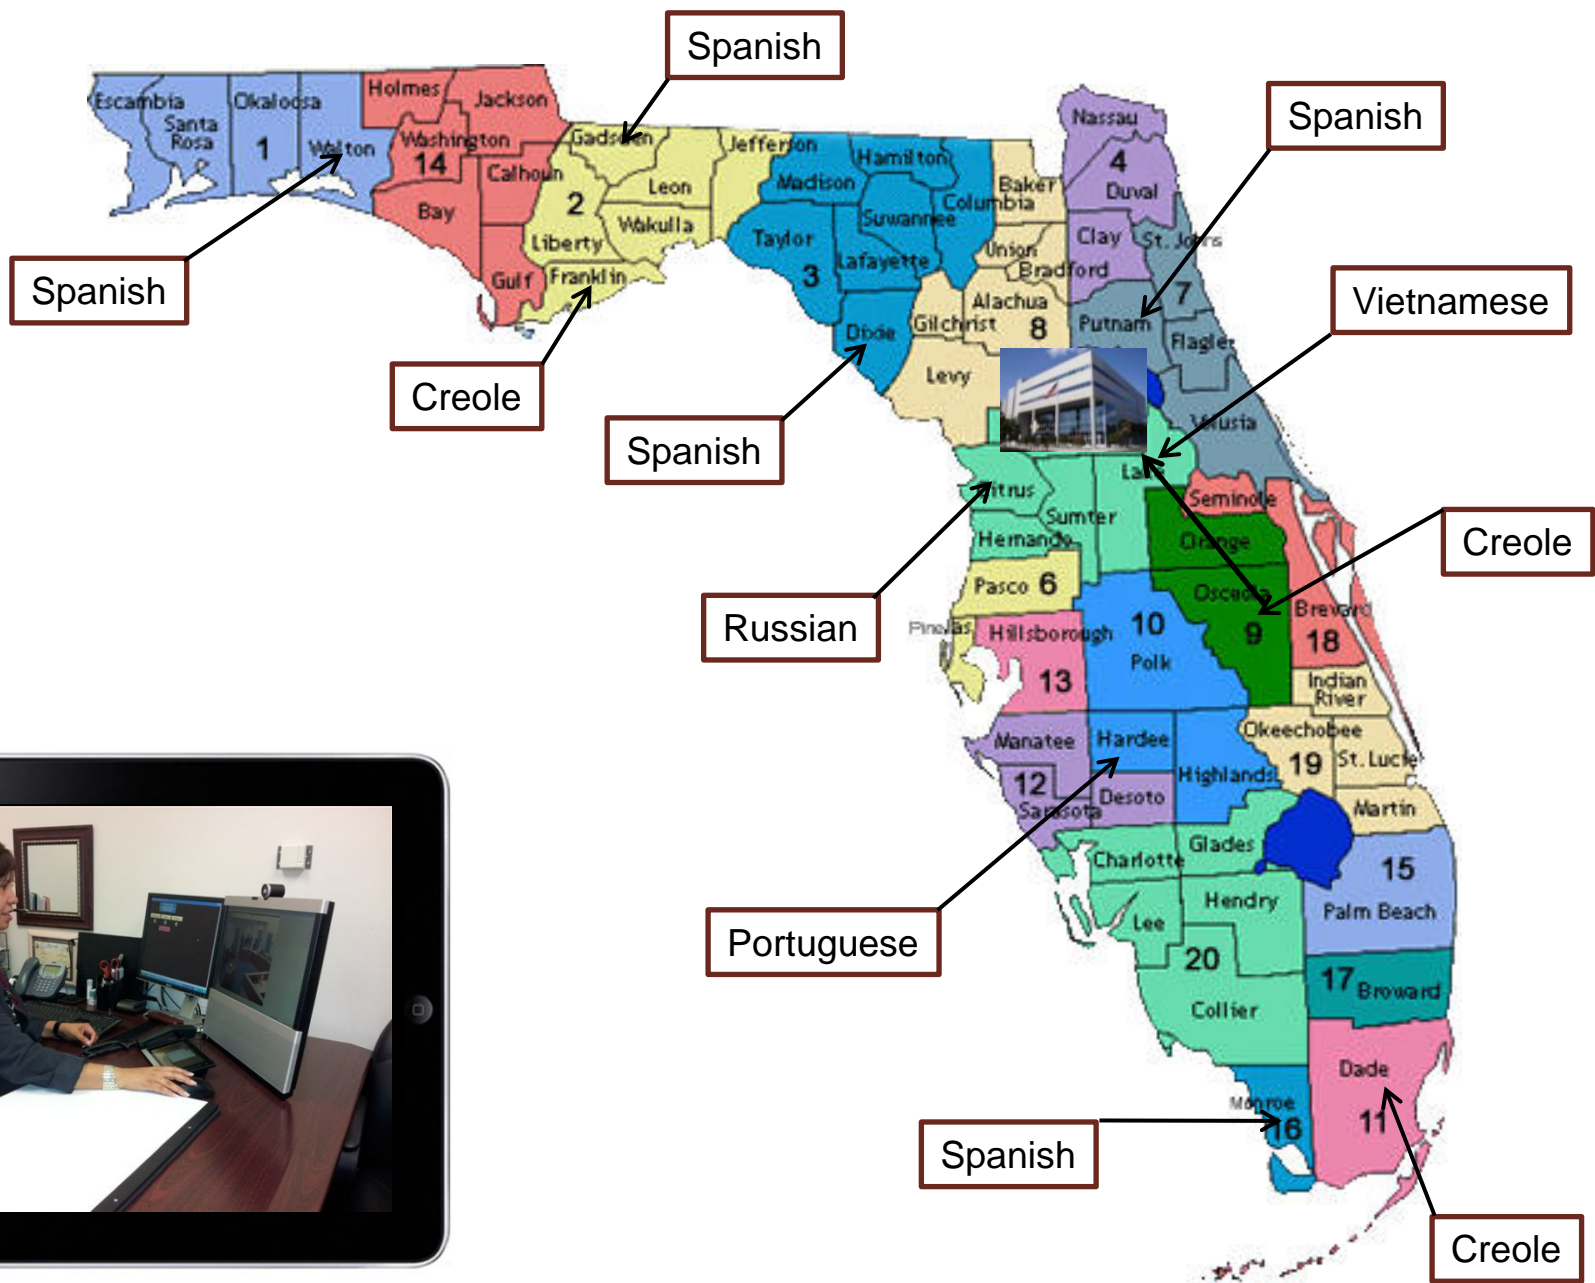 Spanish
Spanish
Spanish
Creole
Spanish
Spanish
Vietnamese
Creole
Russian
Portuguese
Spanish
Creole
Escambia
Santa
Rosa
Okaloosa
1
Walton
Holmes
Jackson
Washington
14
Calhoun
Bay
Gulf
Gadsden
2
Leon
Liberty
Wakulla
Franklin
Jefferson
Madison
Hamilton
Taylor
3
Suwannee
Lafayette
Columbia
Dixie
Baker
Union
Bradford
Alachua
Gilchrist
8
Levy
Nassau
4
Duval
Clay
St. Johns
7
Putnam
Flagler
Volusia
Citrus
Sumter
Lake
Hernando
Seminole
Orange
Osceola
9
Brevard
18
Pasco
6
Pinellas
Hillsborough
13
10
Polk
Indian
River
Manatee
12
Sarasota
Hardee
Desoto
Highlands
Okeechobee
19
St. Lucie
Martin
Charlotte
Glades
Lee
Hendry
20
Collier
15
Palm Beach
17
Broward
Monroe
16
Dade
11